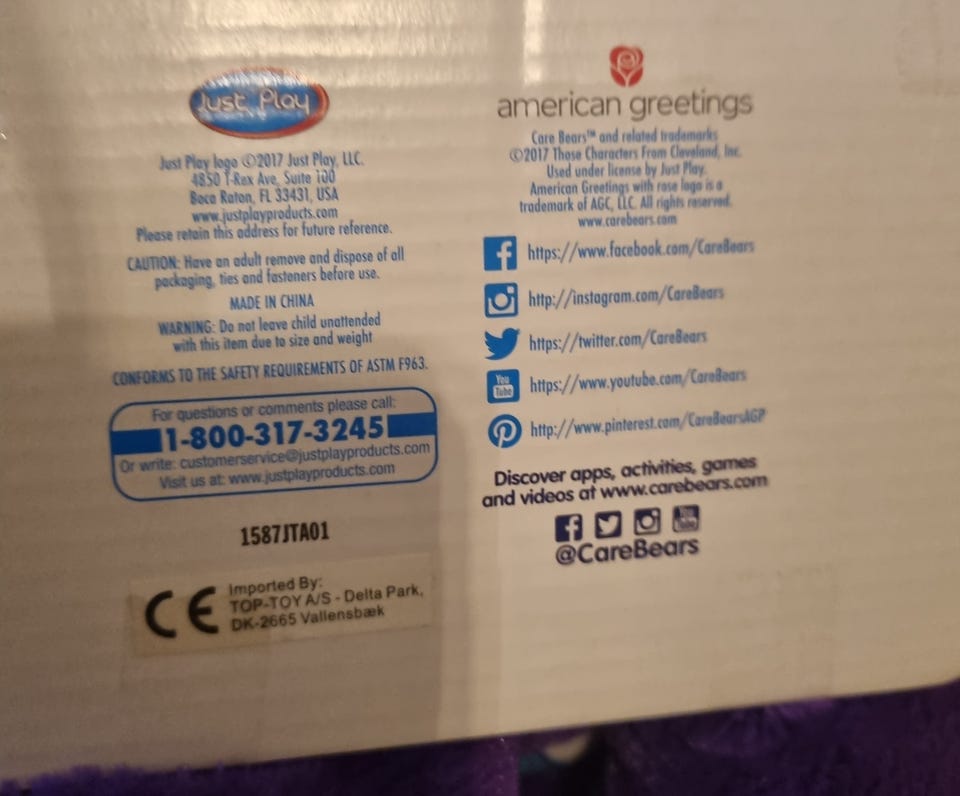 Just Play
Just Play logo ©2017 Just Play, LLC.
4850 T-Rex Ave, Suite 100
Boca Raton, FL 33431, USA
www.justplayproducts.com
Please retain this address for future reference.
CAUTION: Have an adult remove and dispose of all
packaging, ties and fasteners before use.
MADE IN CHINA
WARNING: Do not leave child unattended
with this item due to size and weight
CONFORMS TO THE SAFETY REQUIREMENTS OF ASTM F963.
For questions or comments please call:
1-800-317-3245
Or write: customerservice@justplayproducts.com
Visit us at: www.justplayproducts.com
1587JTA01
CE
Imported By:
TOP-TOY A/S - Delta Park,
DK-2665 Vallensbæk
american greetings
Care Bears™ and related trademarks
©2017 Those Characters From Cleveland, Inc.
Used under license by Just Play.
American Greetings with rose logo is a
trademark of AGC, LLC. All rights reserved.
www.carebears.com
https://www.facebook.com/CareBears
http://instagram.com/CareBears
https://twitter.com/CareBears
You
Tube
https://www.youtube.com/CareBears
http://www.pinterest.com/CareBearsAGP
Discover apps, activities, games
and videos at www.carebears.com
You
Tube
@CareBears